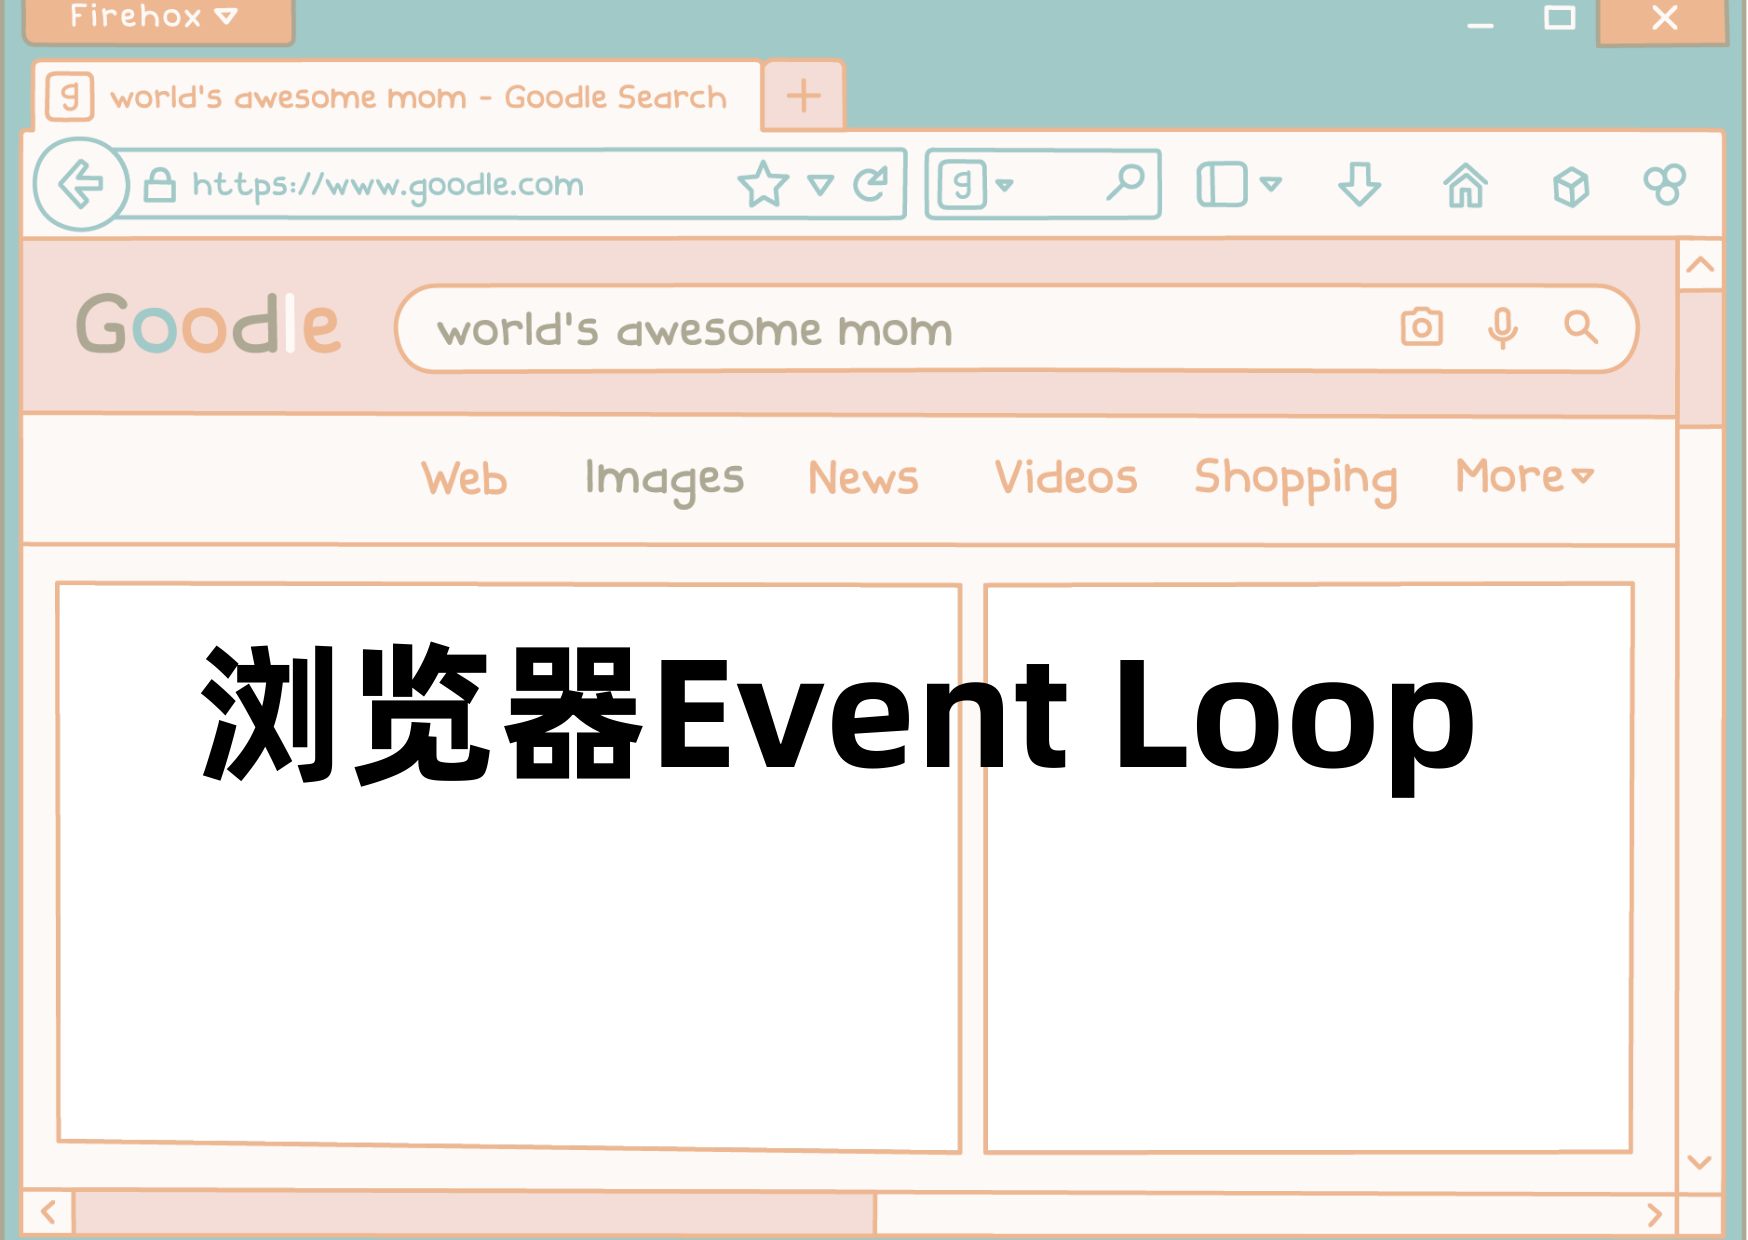 Firehox
g world's awesome mom - Goodle Search
https://www.goodle.com g
Goodle world's awesome mom
Web Images News Videos Shopping More
浏览器Event Loop